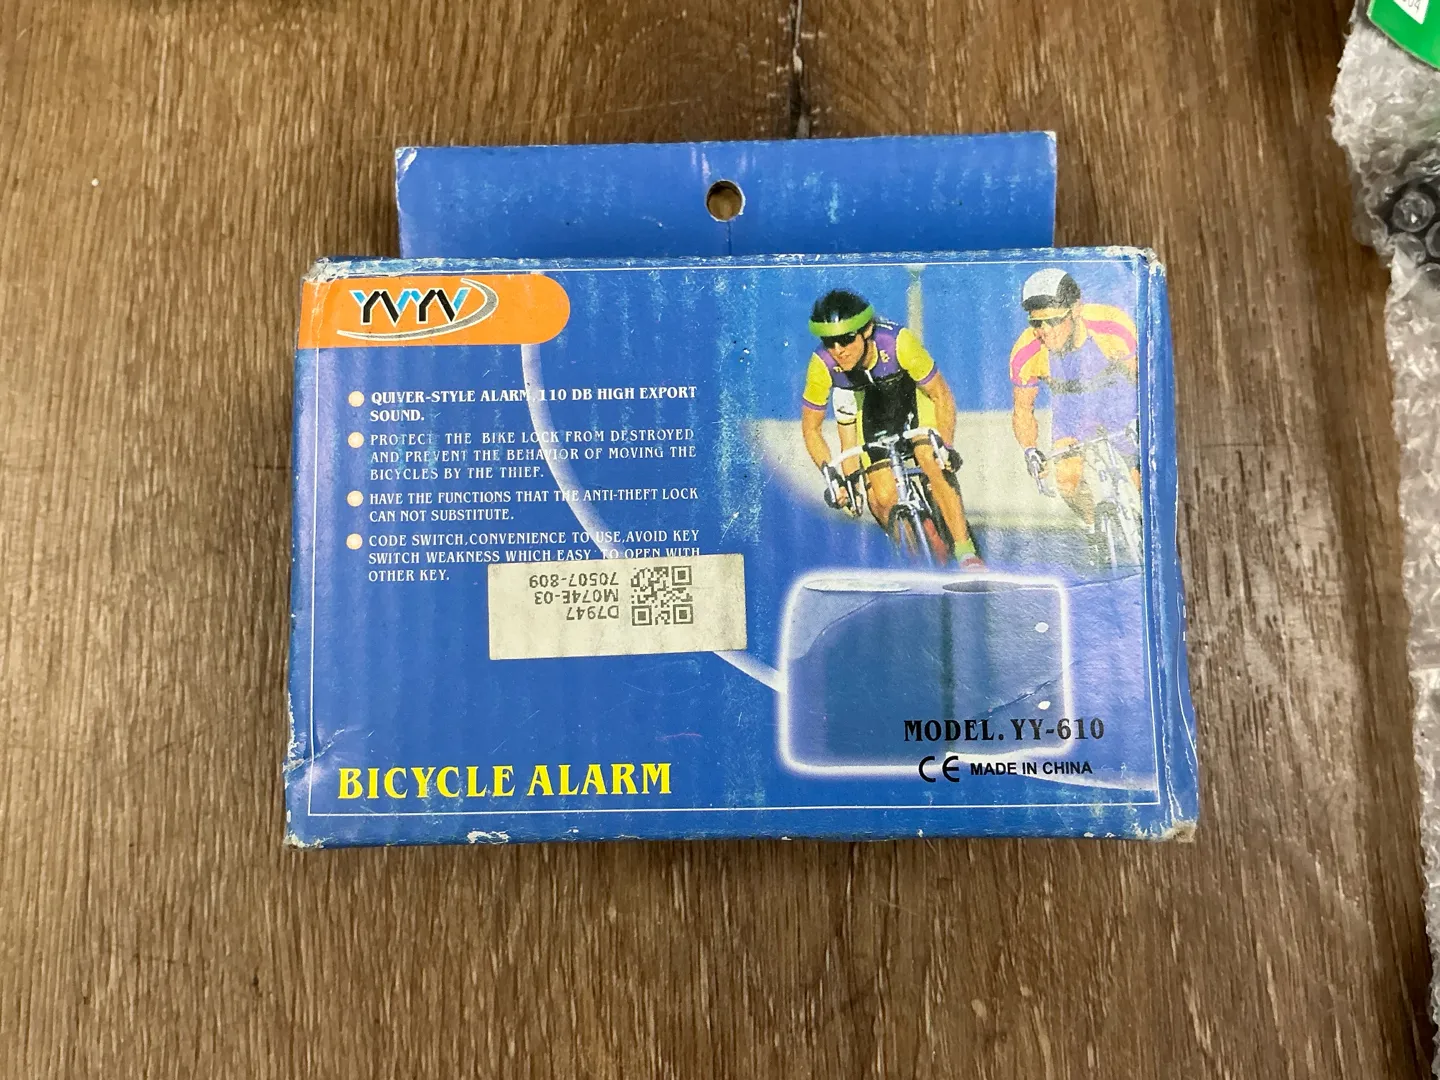 YVYV
QUIVER-STYLE ALARM, 110 DB HIGH EXPORT
SOUND.
PROTECT THE BIKE LOCK FROM DESTROYED
AND PREVENT THE BEHAVIOR OF MOVING THE
BICYCLES BY THE THIEF.
HAVE THE FUNCTIONS THAT THE ANTI-THEFT LOCK
CAN NOT SUBSTITUTE.
CODE SWITCH,CONVENIENCE TO USE,AVOID KEY
SWITCH WEAKNESS WHICH EASY TO OPEN WITH
OTHER KEY.
D7947
M074E-03
70507-809
MODEL. YY-610
CE MADE IN CHINA
BICYCLE ALARM